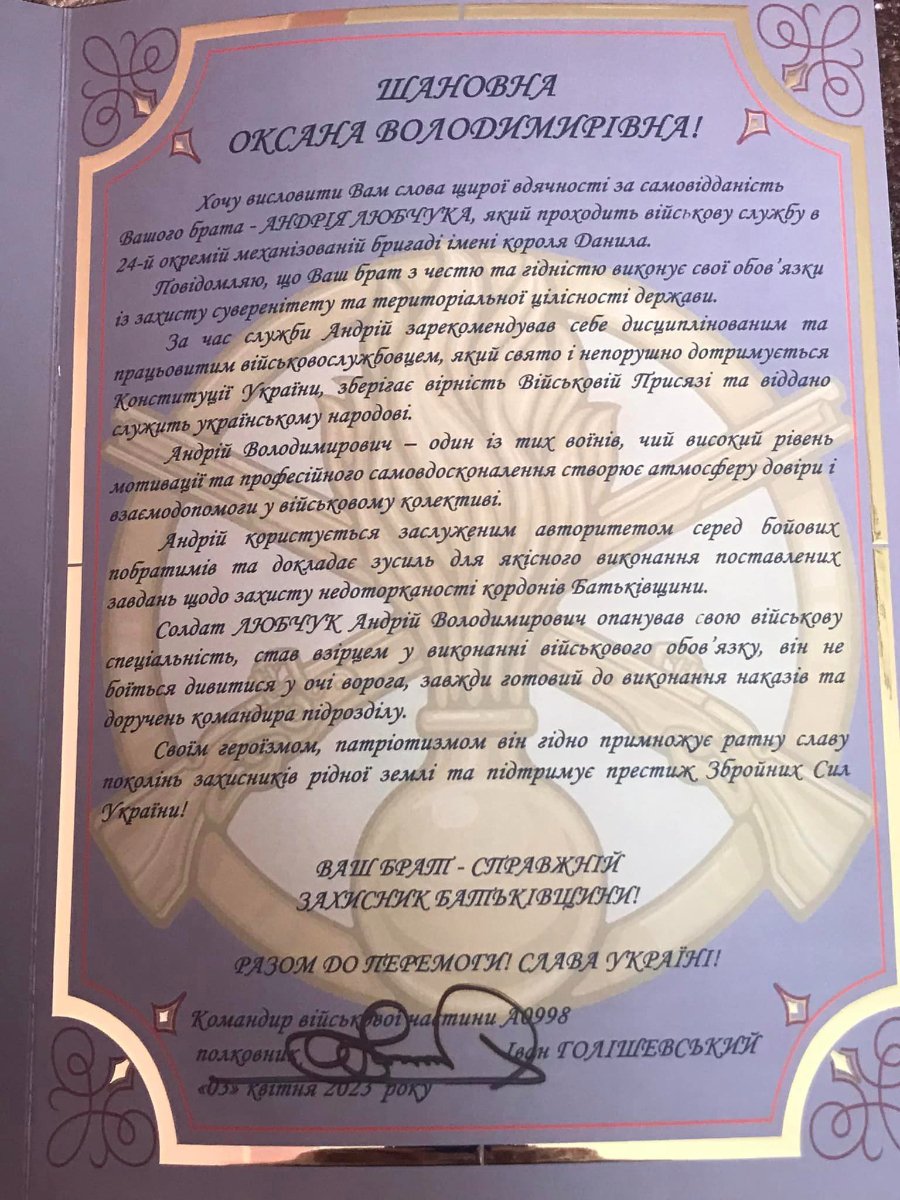 ШАНОВНА
ОКСАНА ВОЛОДИМИРІВНА!
Хочу висловити Вам слова щирої вдячності за самовідданість
Вашого брата - АНДРІЯ ЛЮБЧУКА, який проходить військову службу в
24-й окремій механізованій бригаді імені короля Данила.
Повідомляю, що Ваш брат з честю та гідністю виконує свої обов’язки
із захисту суверенітету та територіальної цілісності держави.
За час служби Андрій зарекомендував себе дисциплінованим та
працьовитим військовослужбовцем, який свято і непорушно дотримується
Конституції України, зберігає вірність Військовій Присязі та віддано
служить українському народові.
Андрій Володимирович – один із тих воїнів, чий високий рівень
мотивації та професійного самовдосконалення створює атмосферу довіри і
взаємодопомоги у військовому колективі.
Андрій користується заслуженим авторитетом серед бойових
побратимів та докладає зусиль для якісного виконання поставлених
завдань щодо захисту недоторканості кордонів Батьківщини.
Солдат ЛЮБЧУК Андрій Володимирович опанував свою військову
спеціальність, став взірцем у виконанні військового обов’язку, він не
боїться дивитися у очі ворога, завжди готовий до виконання наказів та
доручень командира підрозділу.
Своїм героїзмом, патріотизмом він гідно примножує ратну славу
поколінь захисників рідної землі та підтримує престиж Збройних Сил
України!
ВАШ БРАТ - СПРАВЖНІЙ
ЗАХИСНИК БАТЬКІВЩИНИ!
РАЗОМ ДО ПЕРЕМОГИ! СЛАВА УКРАЇНІ!
Командир військової частини А0998
полковник Іван ГОЛІШЕВСЬКИЙ
«03» квітня 2023 року